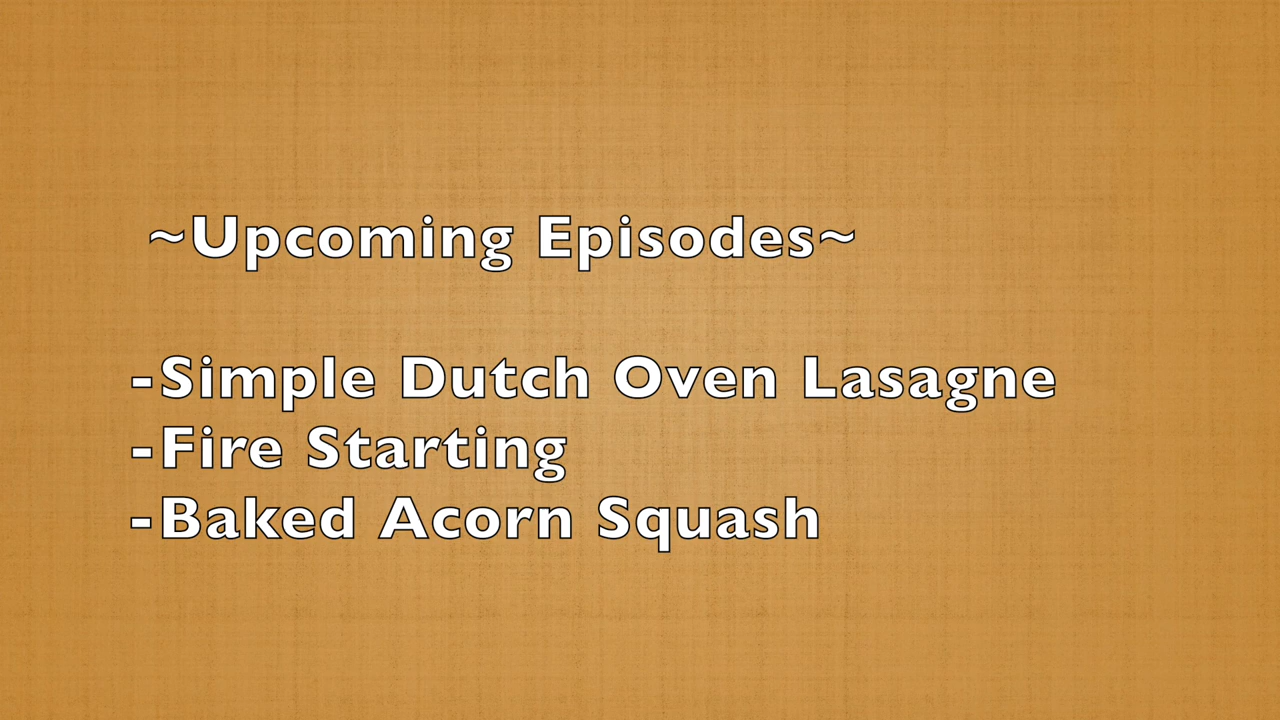 ~Upcoming Episodes~
-Simple Dutch Oven Lasagne
-Fire Starting
-Baked Acorn Squash